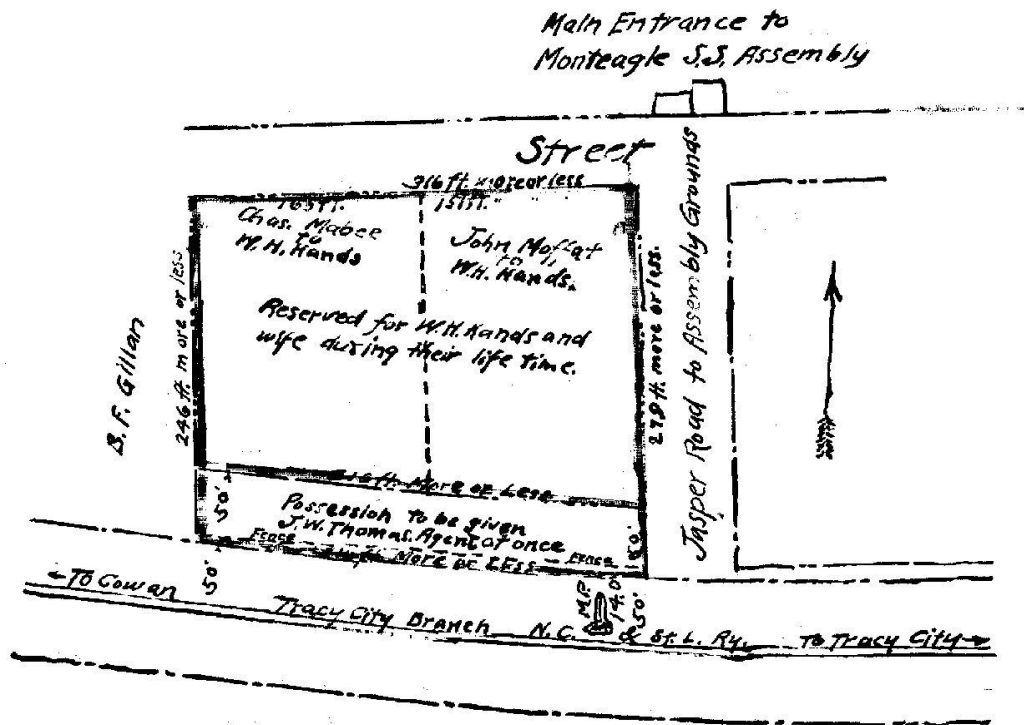 Main Entrance to
Monteagle S.S. Assembly
Street
316 ft. more or less
165 ft.
151 ft.
Chas. Mabee
to
W. H. Hands
John Moffat
to
W.H. Hands.
Reserved for W.H. Hands and
wife during their life time.
B. F. Gillan
246 ft. more or less
279 ft. more or less.
Jasper Road to Assembly Grounds
ft. More or Less
50'
Possession to be given
J. W. Thomas. Agent at once
50'
Fence
More or Less
Fence
50'
M.P.
14.0
50'
To Cowan
Tracy City Branch N.C. & St. L. Ry.
To Tracy City